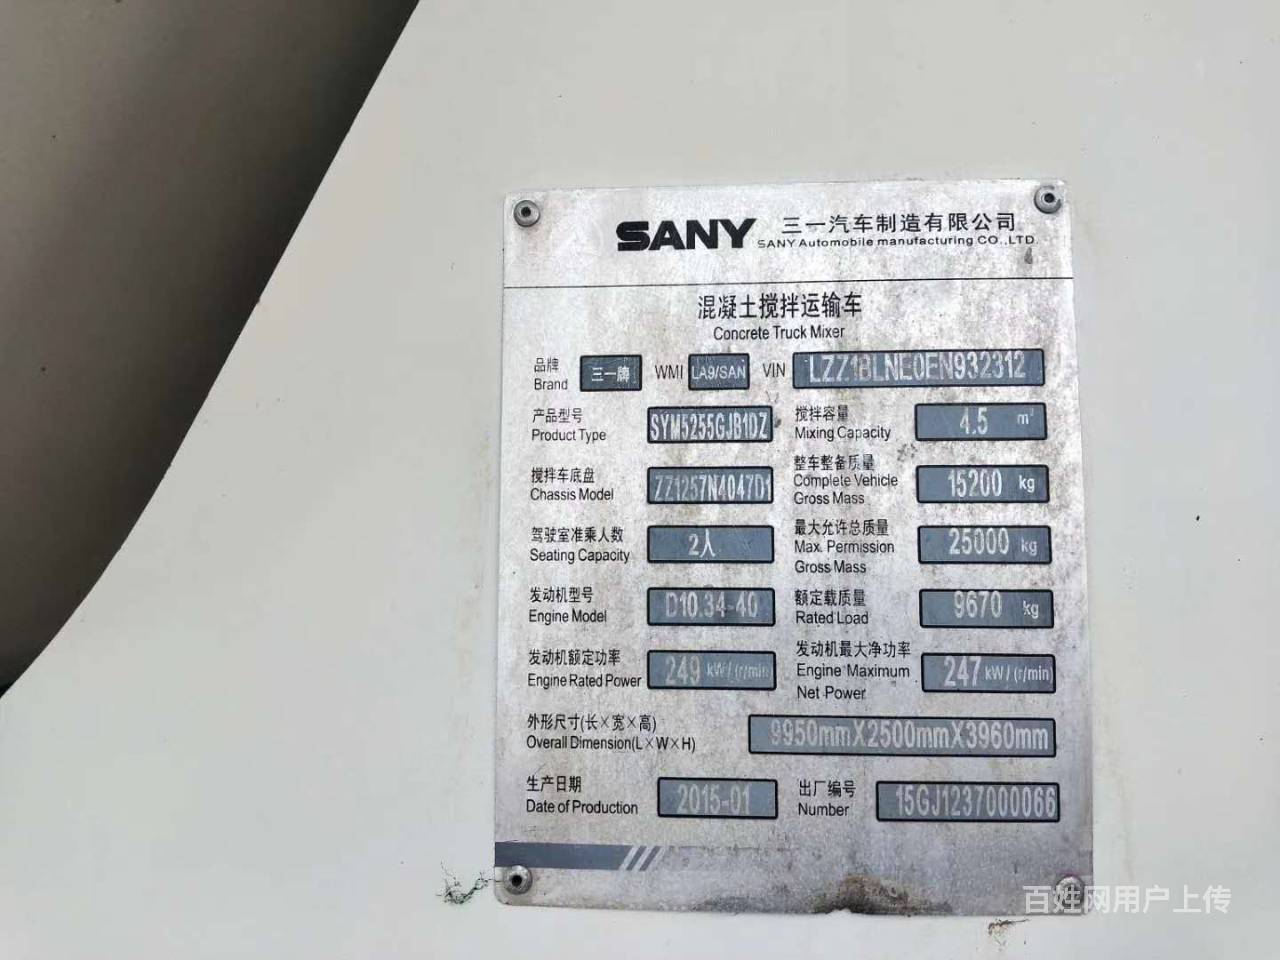 SANY 三一汽车制造有限公司
SANY Automobile manufacturing CO.,LTD.
混凝土搅拌运输车
Concrete Truck Mixer
品牌 Brand 三一牌 WMI LA9/SAN VIN LZZ1BLNE0EN932312
产品型号 Product Type SYM5255GJB1DZ
搅拌容量 Mixing Capacity 4.5 m³
搅拌车底盘 Chassis Model ZZ1257N4047D1
整车整备质量 Complete Vehicle Gross Mass 15200 kg
驾驶室准乘人数 Seating Capacity 2人
最大允许总质量 Max. Permission Gross Mass 25000 kg
发动机型号 Engine Model D10.34-40
额定载质量 Rated Load 9670 kg
发动机额定功率 Engine Rated Power 249 kW/(r/min)
发动机最大净功率 Engine Maximum Net Power 247 kW/(r/min)
外形尺寸(长×宽×高) Overall Dimension(L×W×H) 9950mmX2500mmX3960mm
生产日期 Date of Production 2015-01
出厂编号 Number 15GJ1237000066
百姓网用户上传